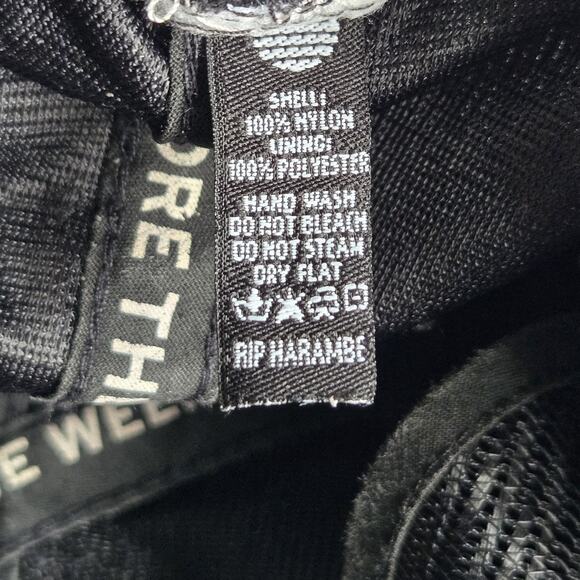 SHELL:
100% NYLON
LINING:
100% POLYESTER
HAND WASH
DO NOT BLEACH
DO NOT STEAM
DRY FLAT
RIP HARAMBE
ORE TH
E WEE